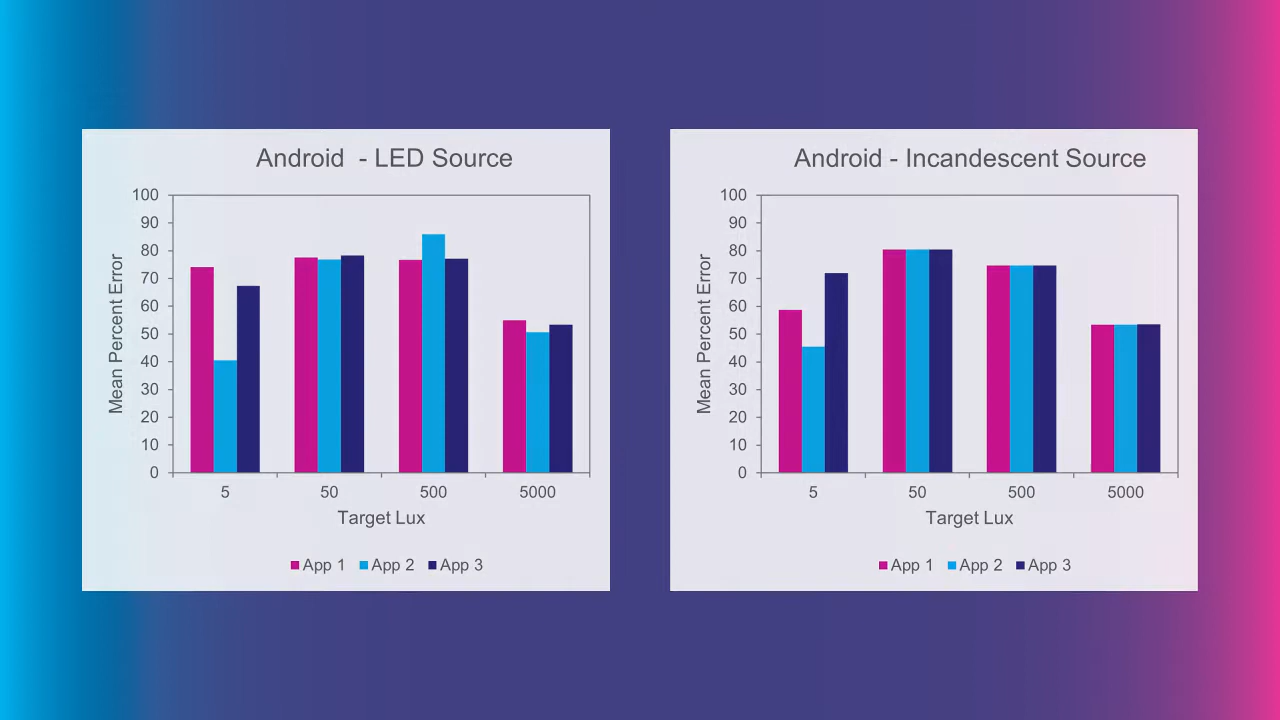 Android - LED Source
100
90
80
70
60
50
40
30
20
10
0
Mean Percent Error
5 50 500 5000
Target Lux
App 1 App 2 App 3
Android - Incandescent Source
100
90
80
70
60
50
40
30
20
10
0
Mean Percent Error
5 50 500 5000
Target Lux
App 1 App 2 App 3